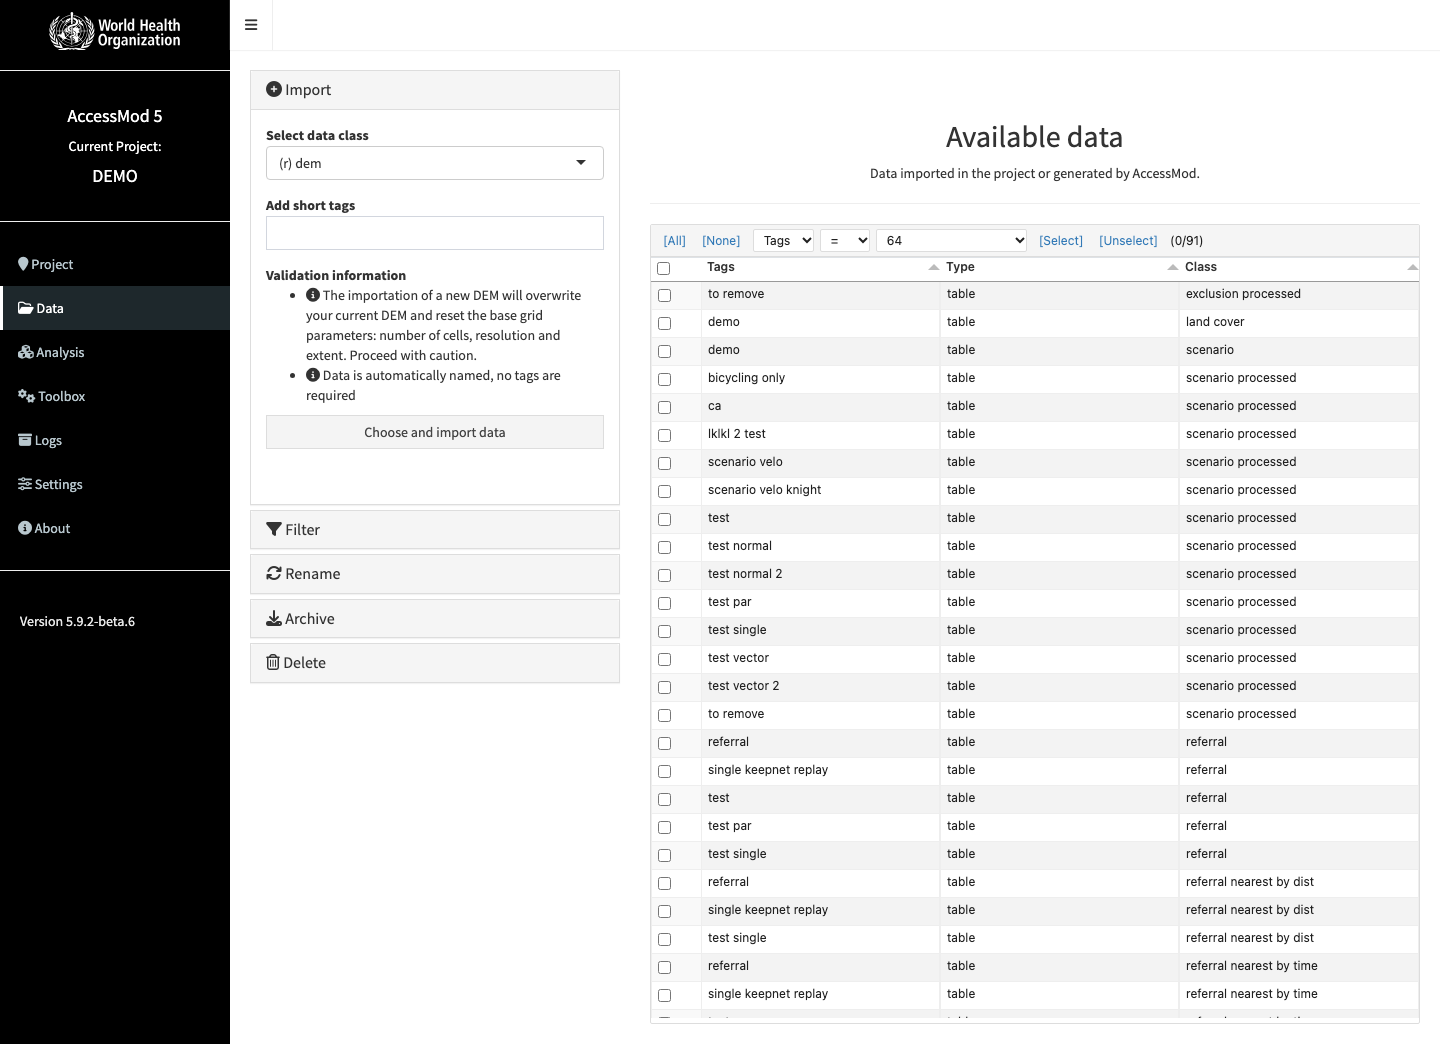 World Health
Organization
AccessMod 5
Current Project:
DEMO
Project
Data
Analysis
Toolbox
Logs
Settings
About
Version 5.9.2-beta.6
Import
Select data class
(r) dem
Add short tags
Validation information
The importation of a new DEM will overwrite
your current DEM and reset the base grid
parameters: number of cells, resolution and
extent. Proceed with caution.
Data is automatically named, no tags are
required
Choose and import data
Filter
Rename
Archive
Delete
Available data
Data imported in the project or generated by AccessMod.
[All] [None] Tags = 64 [Select] [Unselect] (0/91)
Tags Type Class
to remove table exclusion processed
demo table land cover
demo table scenario
bicycling only table scenario processed
ca table scenario processed
lklkl 2 test table scenario processed
scenario velo table scenario processed
scenario velo knight table scenario processed
test table scenario processed
test normal table scenario processed
test normal 2 table scenario processed
test par table scenario processed
test single table scenario processed
test vector table scenario processed
test vector 2 table scenario processed
to remove table scenario processed
referral table referral
single keepnet replay table referral
test table referral
test par table referral
test single table referral
referral table referral nearest by dist
single keepnet replay table referral nearest by dist
test single table referral nearest by dist
referral table referral nearest by time
single keepnet replay table referral nearest by time